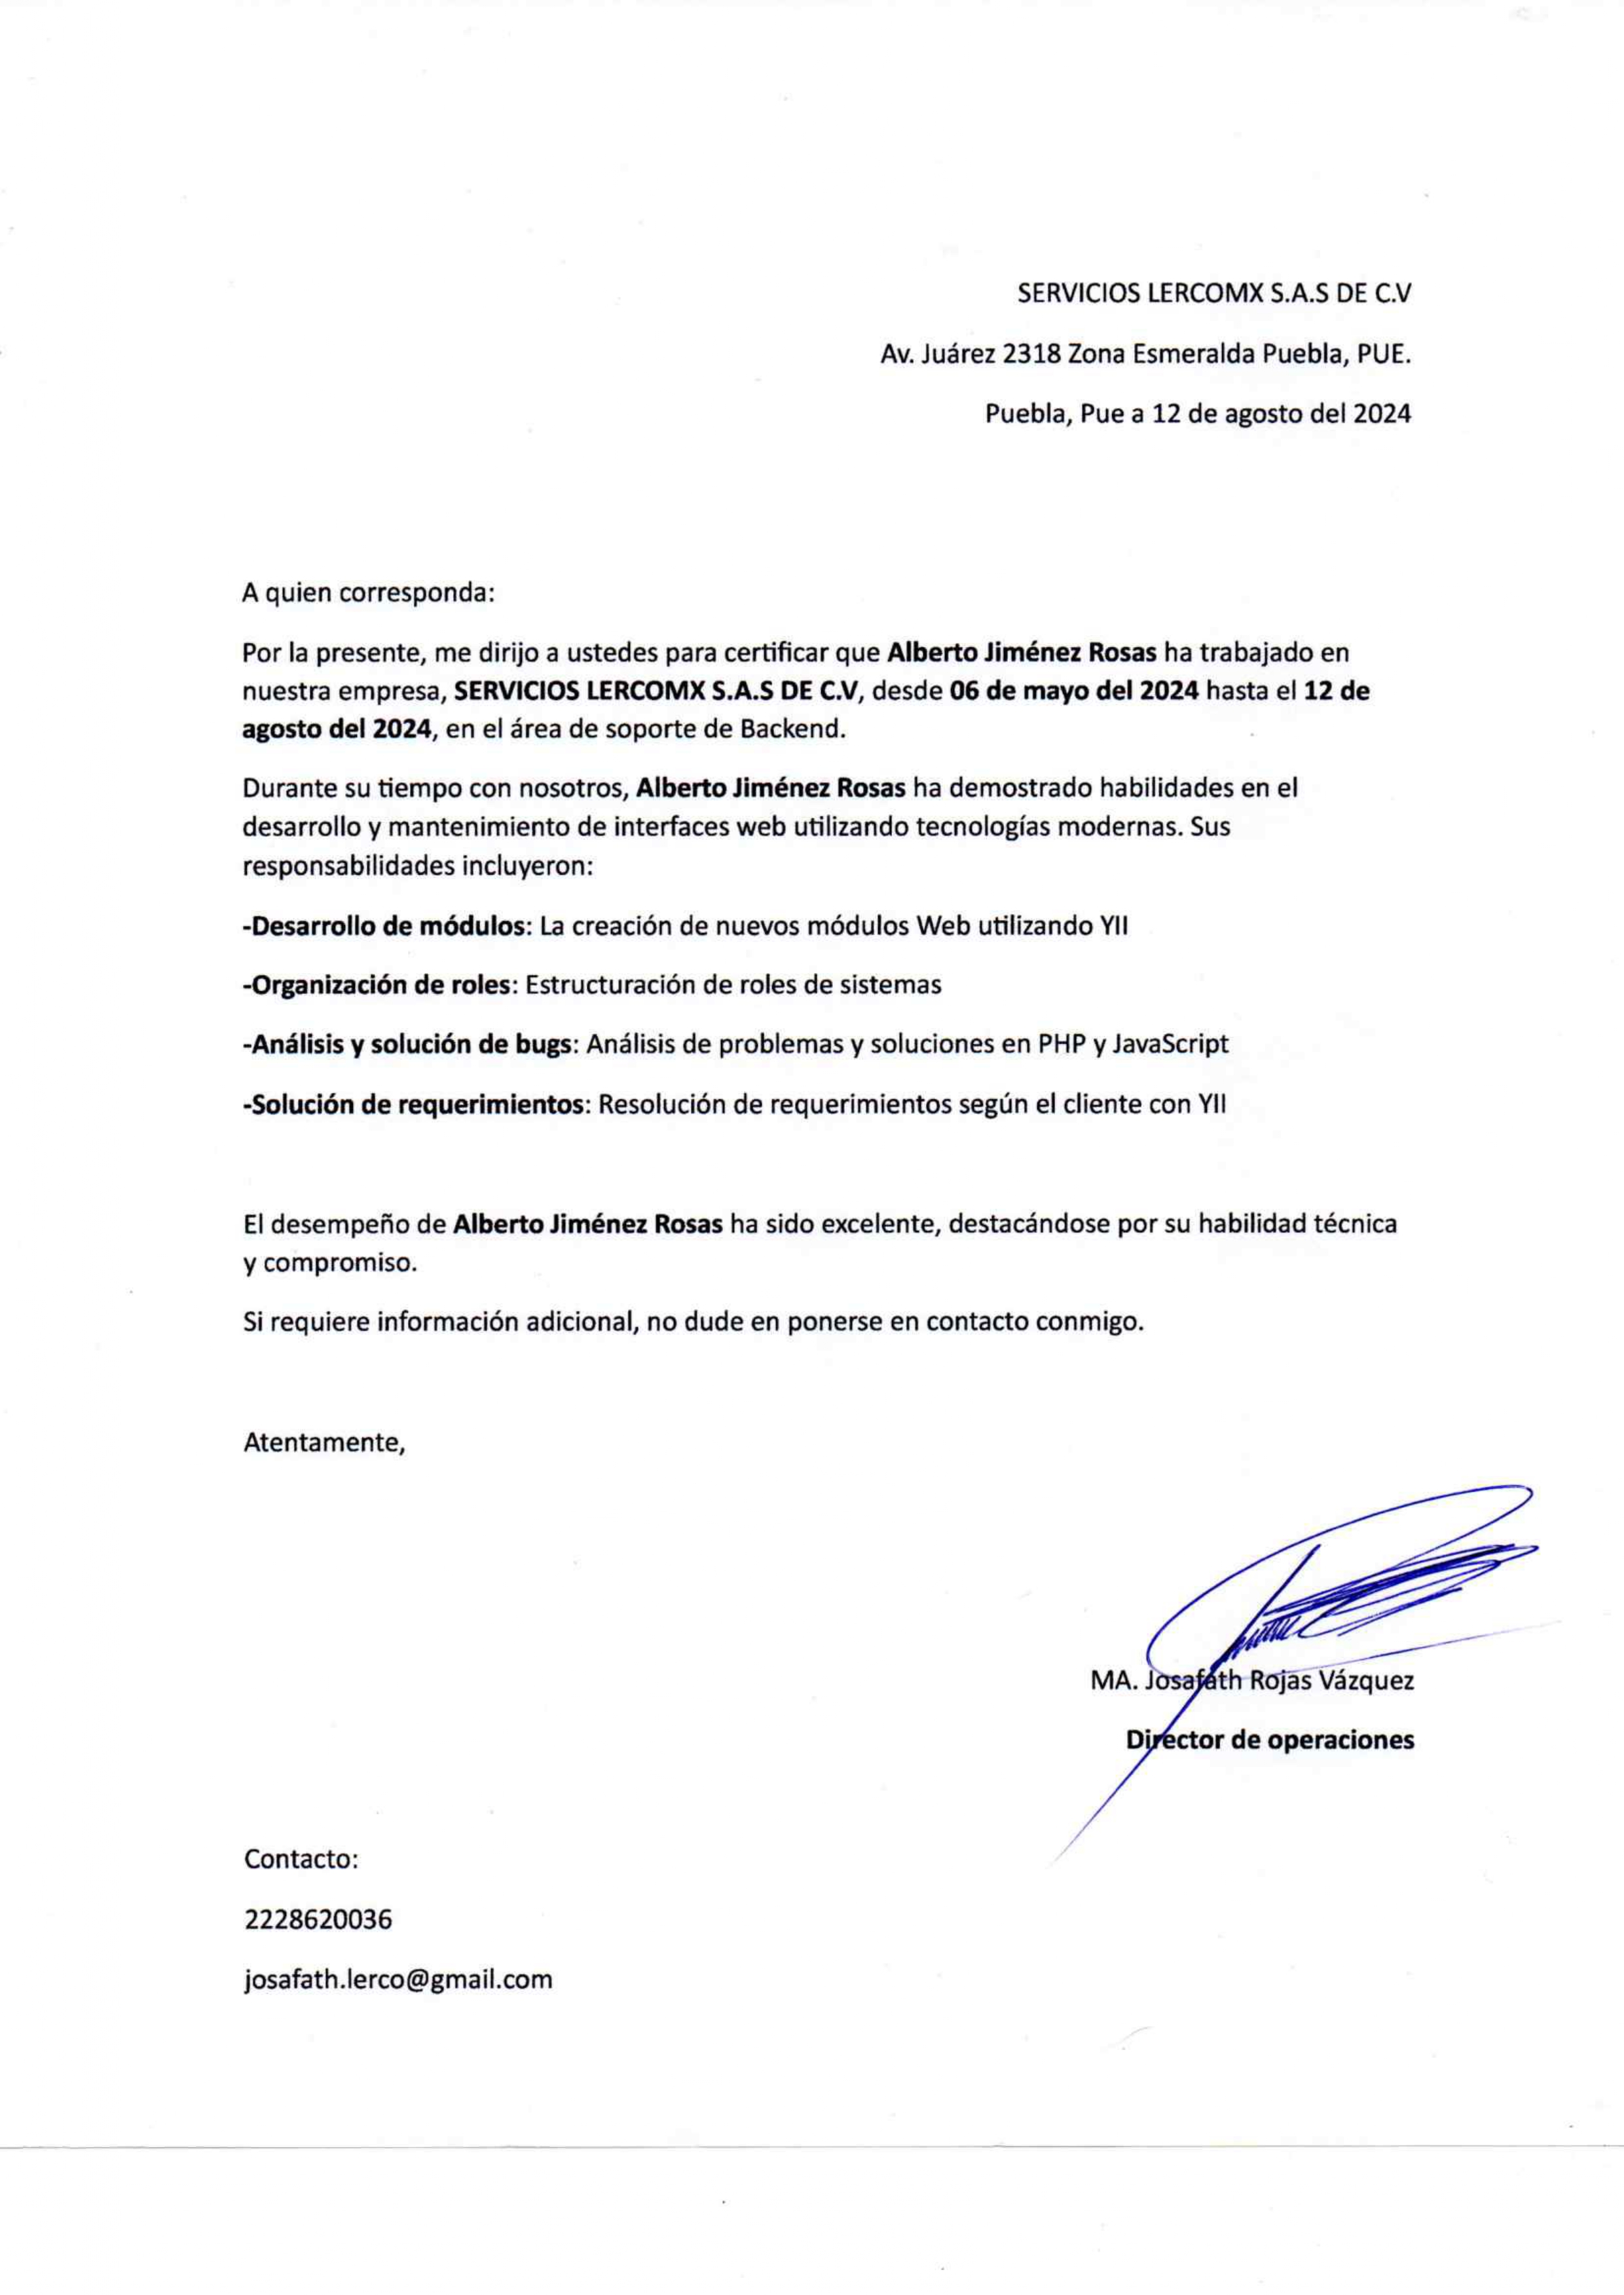 SERVICIOS LERCOMX S.A.S DE C.V
Av. Juárez 2318 Zona Esmeralda Puebla, PUE.
Puebla, Pue a 12 de agosto del 2024
A quien corresponda:
Por la presente, me dirijo a ustedes para certificar que Alberto Jiménez Rosas ha trabajado en
nuestra empresa, SERVICIOS LERCOMX S.A.S DE C.V, desde 06 de mayo del 2024 hasta el 12 de
agosto del 2024, en el área de soporte de Backend.
Durante su tiempo con nosotros, Alberto Jiménez Rosas ha demostrado habilidades en el
desarrollo y mantenimiento de interfaces web utilizando tecnologías modernas. Sus
responsabilidades incluyeron:
-Desarrollo de módulos: La creación de nuevos módulos Web utilizando YII
-Organización de roles: Estructuración de roles de sistemas
-Análisis y solución de bugs: Análisis de problemas y soluciones en PHP y JavaScript
-Solución de requerimientos: Resolución de requerimientos según el cliente con YII
El desempeño de Alberto Jiménez Rosas ha sido excelente, destacándose por su habilidad técnica
y compromiso.
Si requiere información adicional, no dude en ponerse en contacto conmigo.
Atentamente,
MA. Josafath Rojas Vázquez
Director de operaciones
Contacto:
2228620036
josafath.lerco@gmail.com